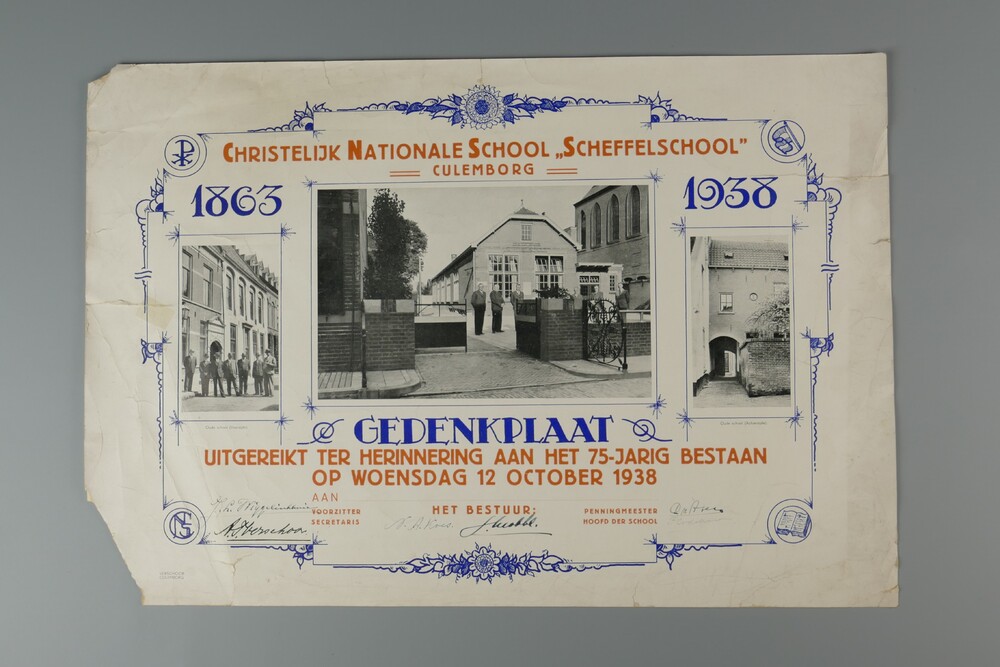 CHRISTELIJK NATIONALE SCHOOL „SCHEFFELSCHOOL"
CULEMBORG
1863
1938
GEDENKPLAAT
UITGEREIKT TER HERINNERING AAN HET 75-JARIG BESTAAN
OP WOENSDAG 12 OCTOBER 1938
AAN
VOORZITTER
HET BESTUUR:
PENNINGMEESTER
SECRETARIS
HOOFD DER SCHOOL